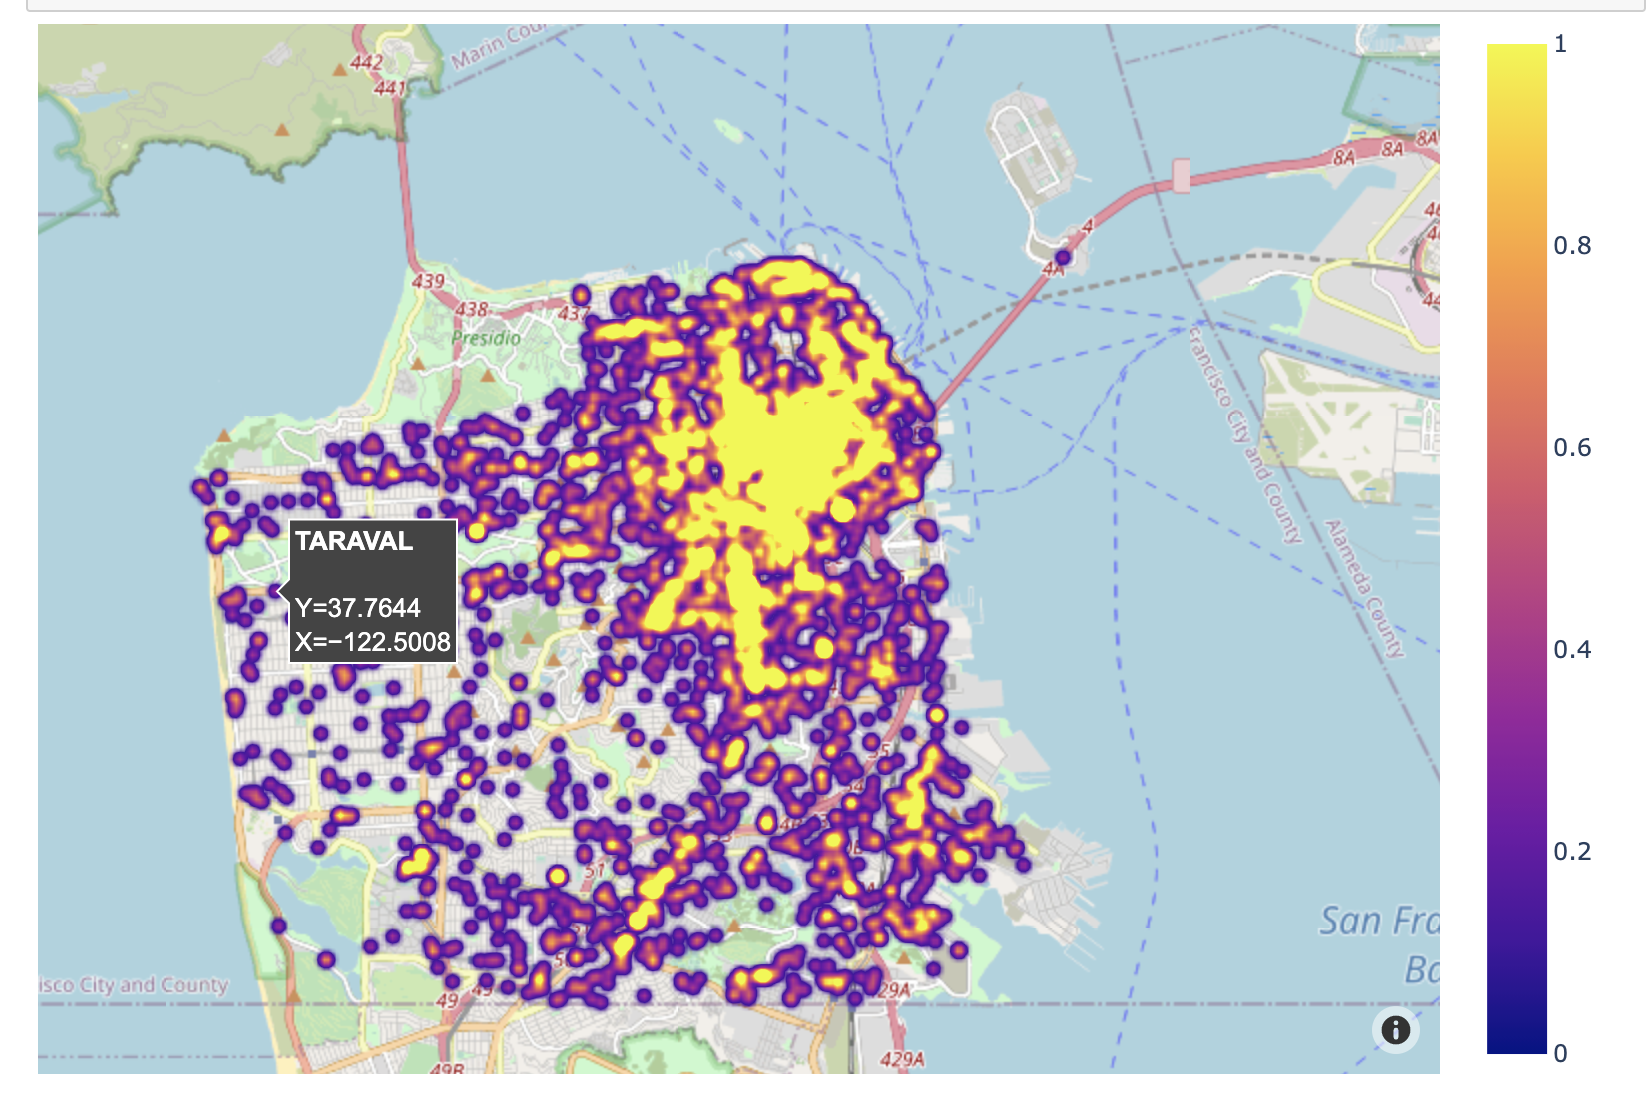 Marin Cou
442
441
8A
8A
8A
4
4A
439
438
437
Presidio
1
0.8
0.6
0.4
0.2
0
TARAVAL
Y=37.7644
X=−122.5008
Francisco City and County
Alameda County
51
San Fra
Ba
isco City and County
49
49
429A
429A
49B